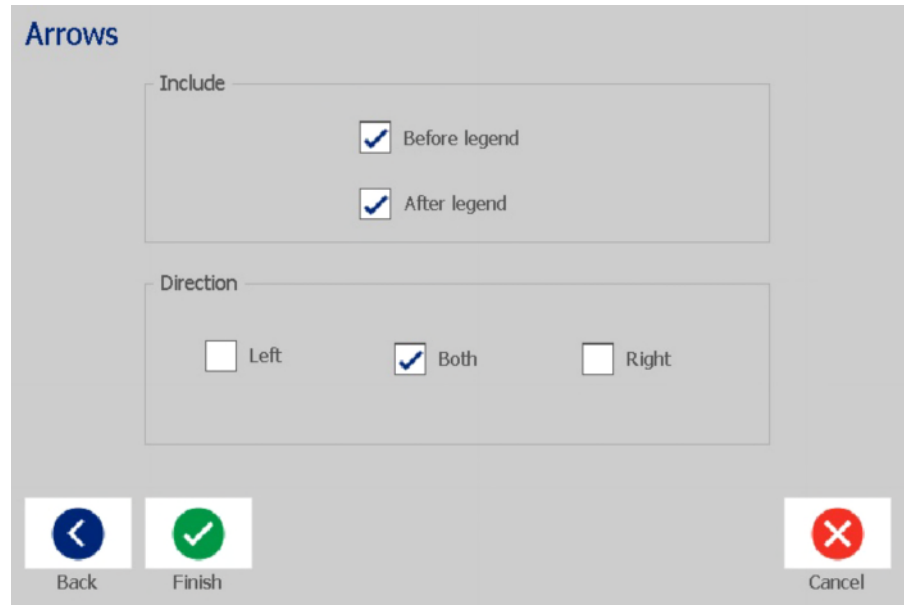 Arrows
Include
Before legend
After legend
Direction
Left Both Right
Back Finish Cancel